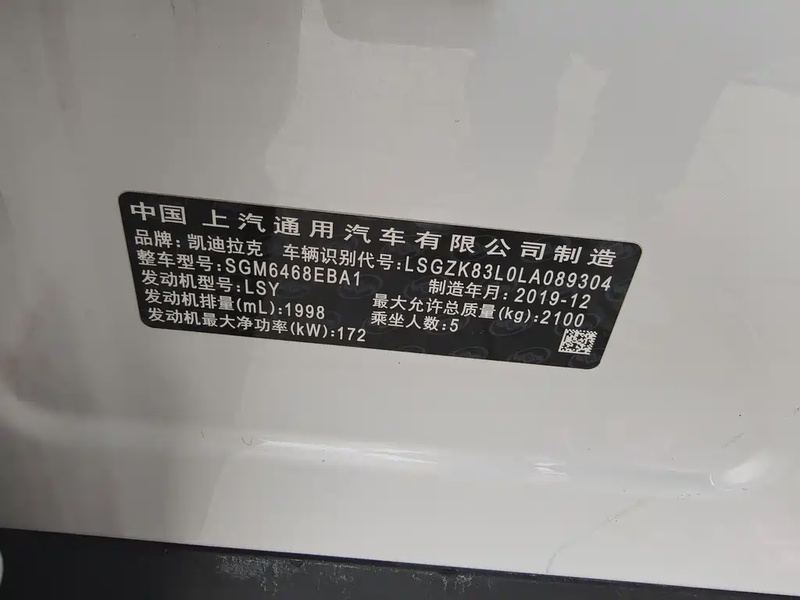 中国 上汽通用汽车有限公司制造
品牌:凯迪拉克 车辆识别代号:LSGZK83L0LA089304
整车型号:SGM6468EBA1 制造年月:2019-12
发动机型号:LSY 最大允许总质量(kg):2100
发动机排量(mL):1998 乘坐人数:5
发动机最大净功率(kW):172